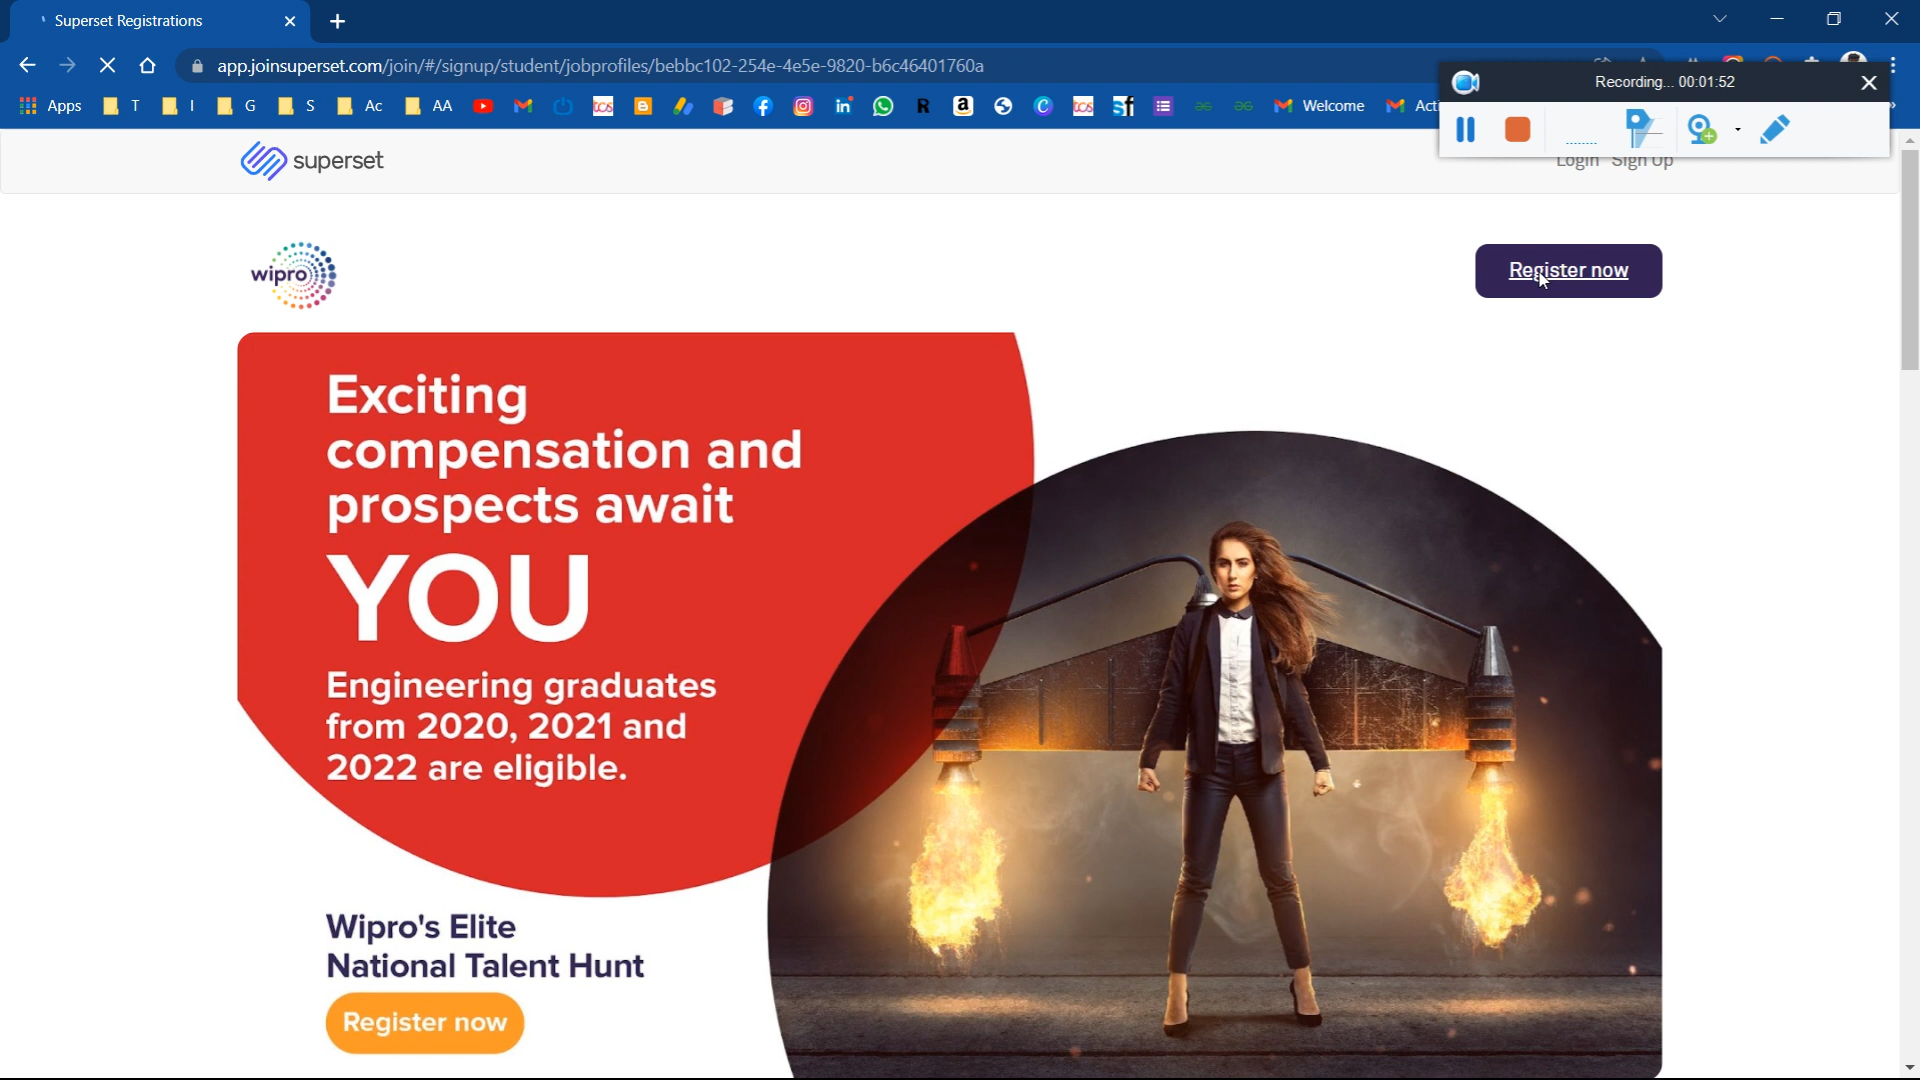 Superset Registrations
app.joinsuperset.com/join/#/signup/student/jobprofiles/bebbc102-254e-4e5e-9820-b6c46401760a
Recording... 00:01:52
Apps T I G S Ac AA Welcome Acti
superset
Login Sign Up
wipro
Register now
Exciting
compensation and
prospects await
YOU
Engineering graduates
from 2020, 2021 and
2022 are eligible.
Wipro's Elite
National Talent Hunt
Register now